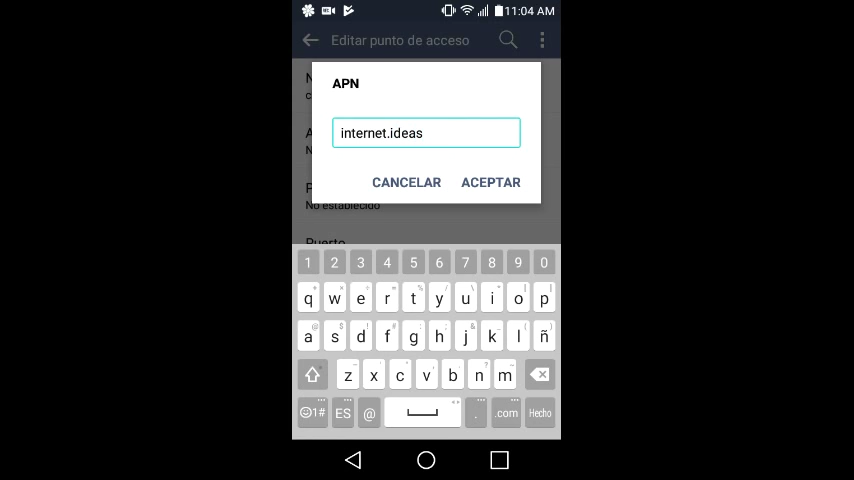 11:04 AM
Editar punto de acceso
APN
internet.ideas
CANCELAR ACEPTAR
No establecido
Puerto
1 2 3 4 5 6 7 8 9 0
q w e r t y u i o p
a s d f g h j k l ñ
z x c v b n m
1# ES @ . .com Hecho